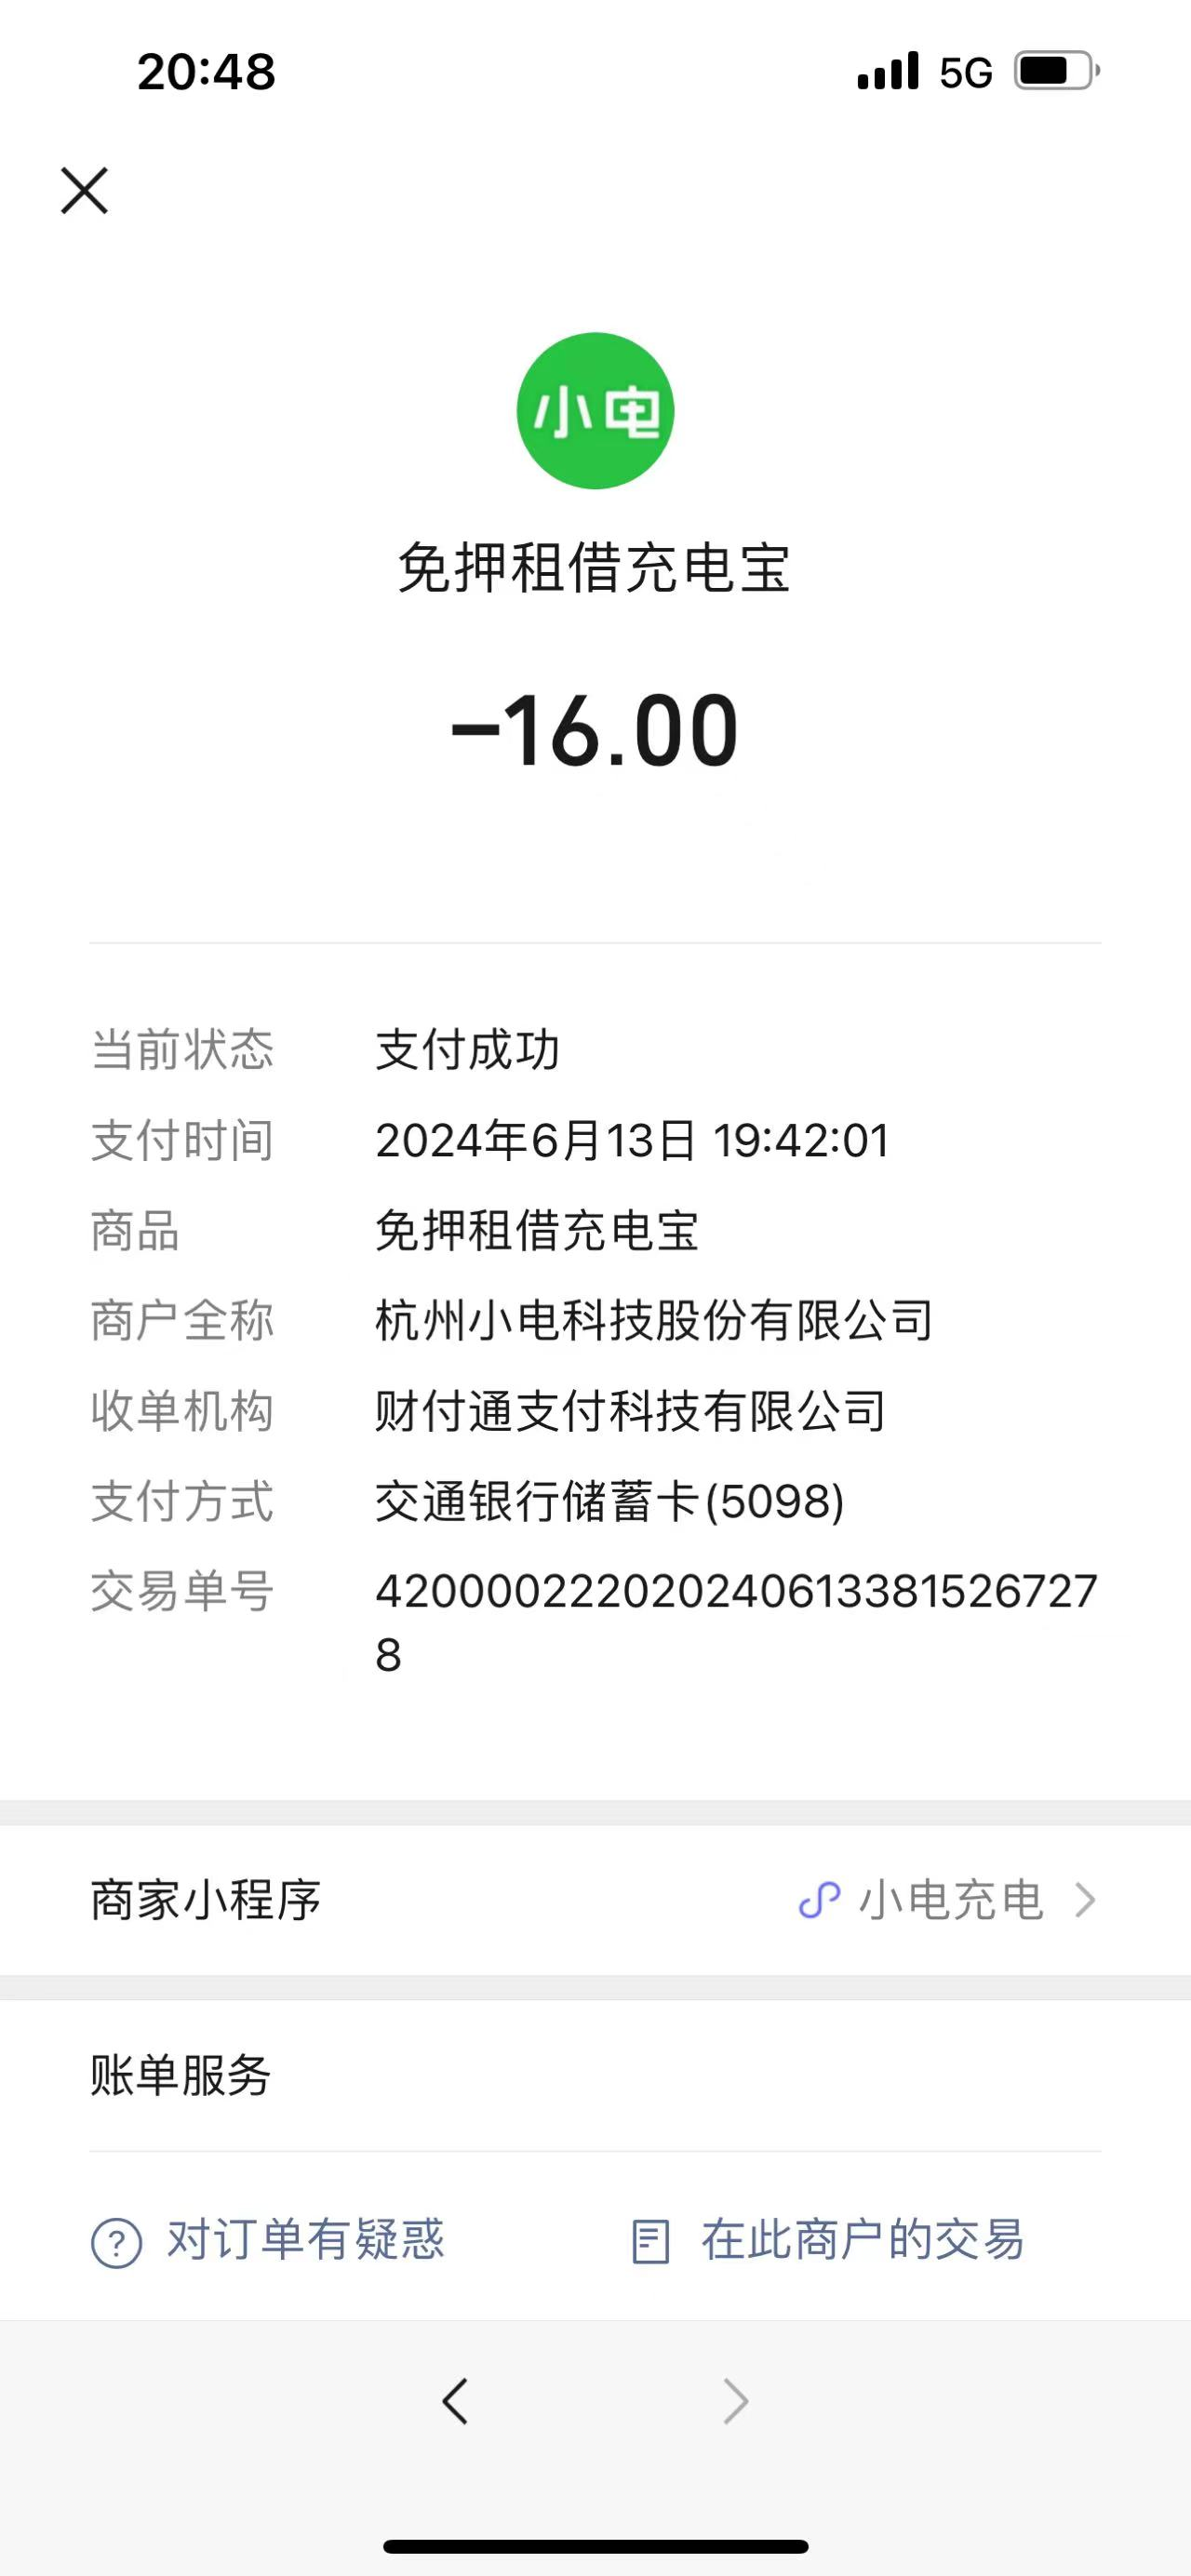 20:48
5G
小电
免押租借充电宝
-16.00
当前状态 支付成功
支付时间 2024年6月13日 19:42:01
商品 免押租借充电宝
商户全称 杭州小电科技股份有限公司
收单机构 财付通支付科技有限公司
支付方式 交通银行储蓄卡(5098)
交易单号 420000222020240613381526727
8
商家小程序 小电充电
账单服务
对订单有疑惑 在此商户的交易